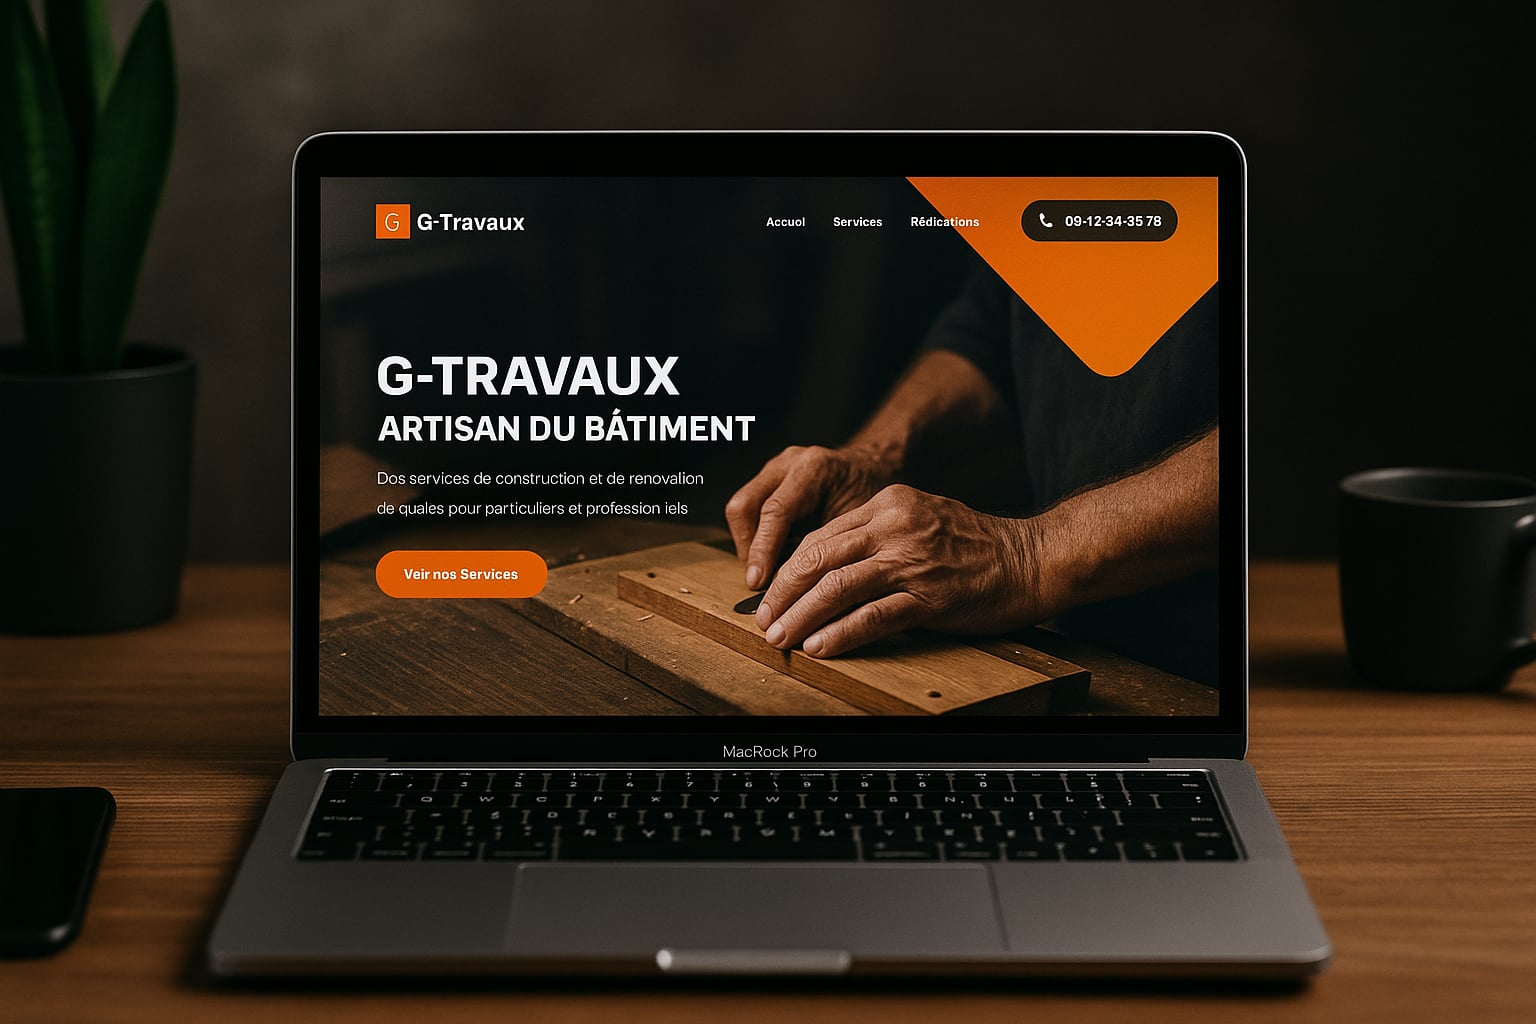 G G-Travaux
Accuol Services Rédications 09-12-34-35 78
G-TRAVAUX
ARTISAN DU BÁTIMENT
Dos services de construction et de renovalion
de quales pour particuliers et profession iels
Veir nos Services
MacRock Pro